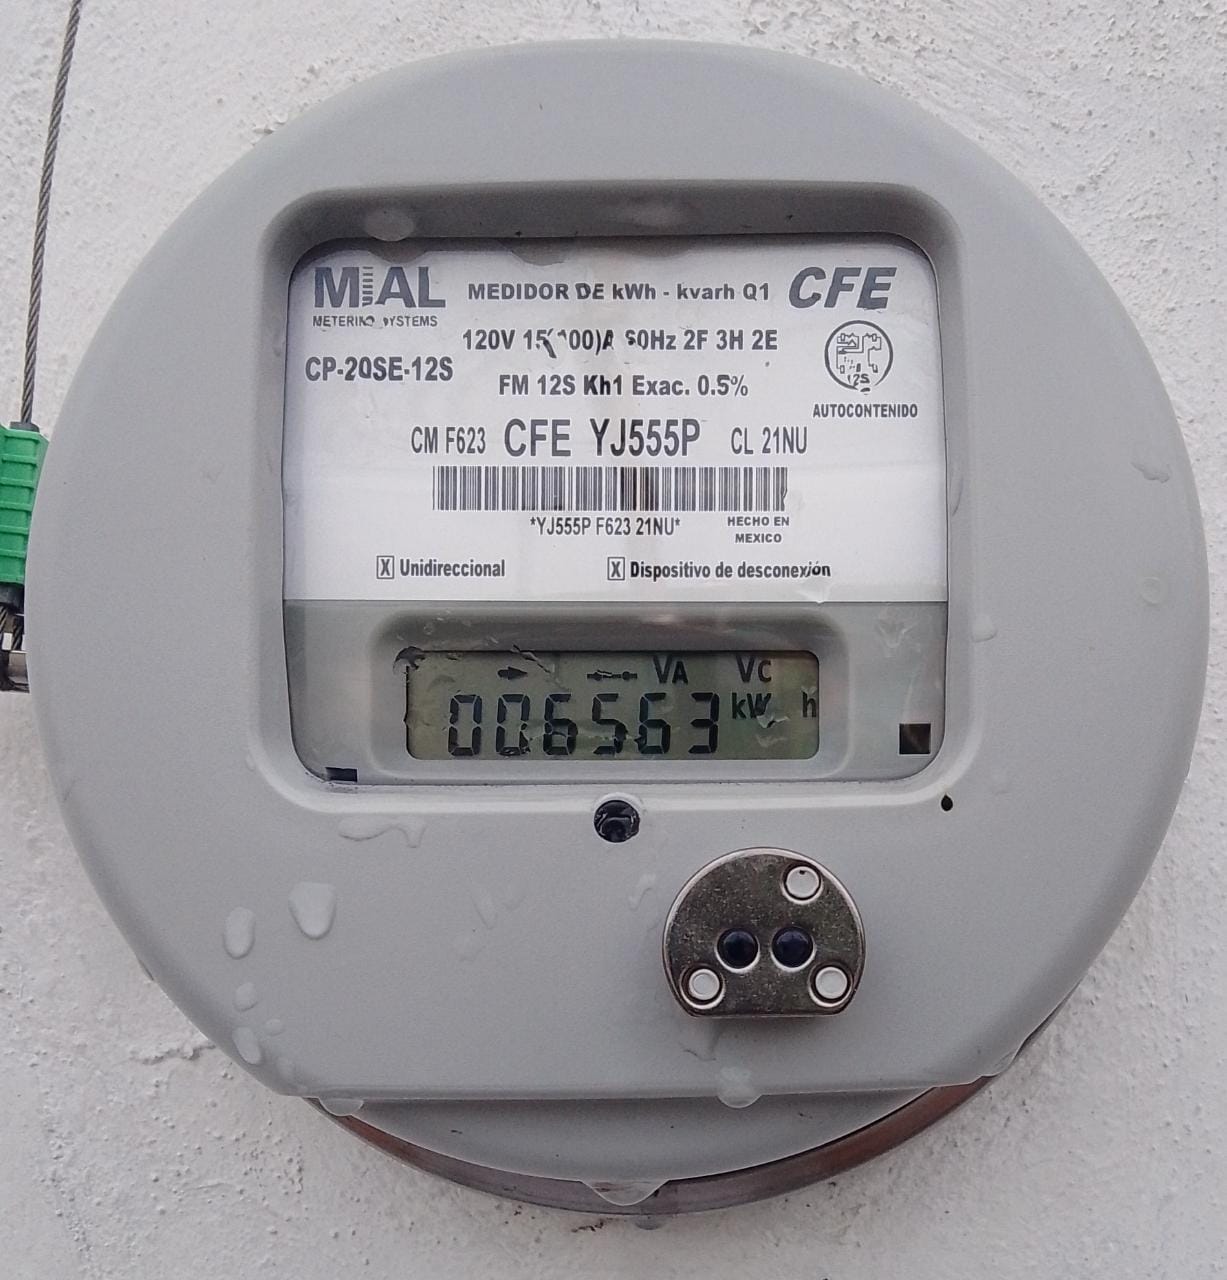 MIAL MEDIDOR DE kWh - kvarh Q1 CFE
METERING SYSTEMS
120V 15(100)A 60Hz 2F 3H 2E
CP-20SE-12S
FM 12S Kh1 Exac. 0.5%
12S
AUTOCONTENIDO
CM F623 CFE YJ555P CL 21NU
*YJ555P F623 21NU*
HECHO EN
MEXICO
X Unidireccional X Dispositivo de desconexión
VA VC
006563 kW h